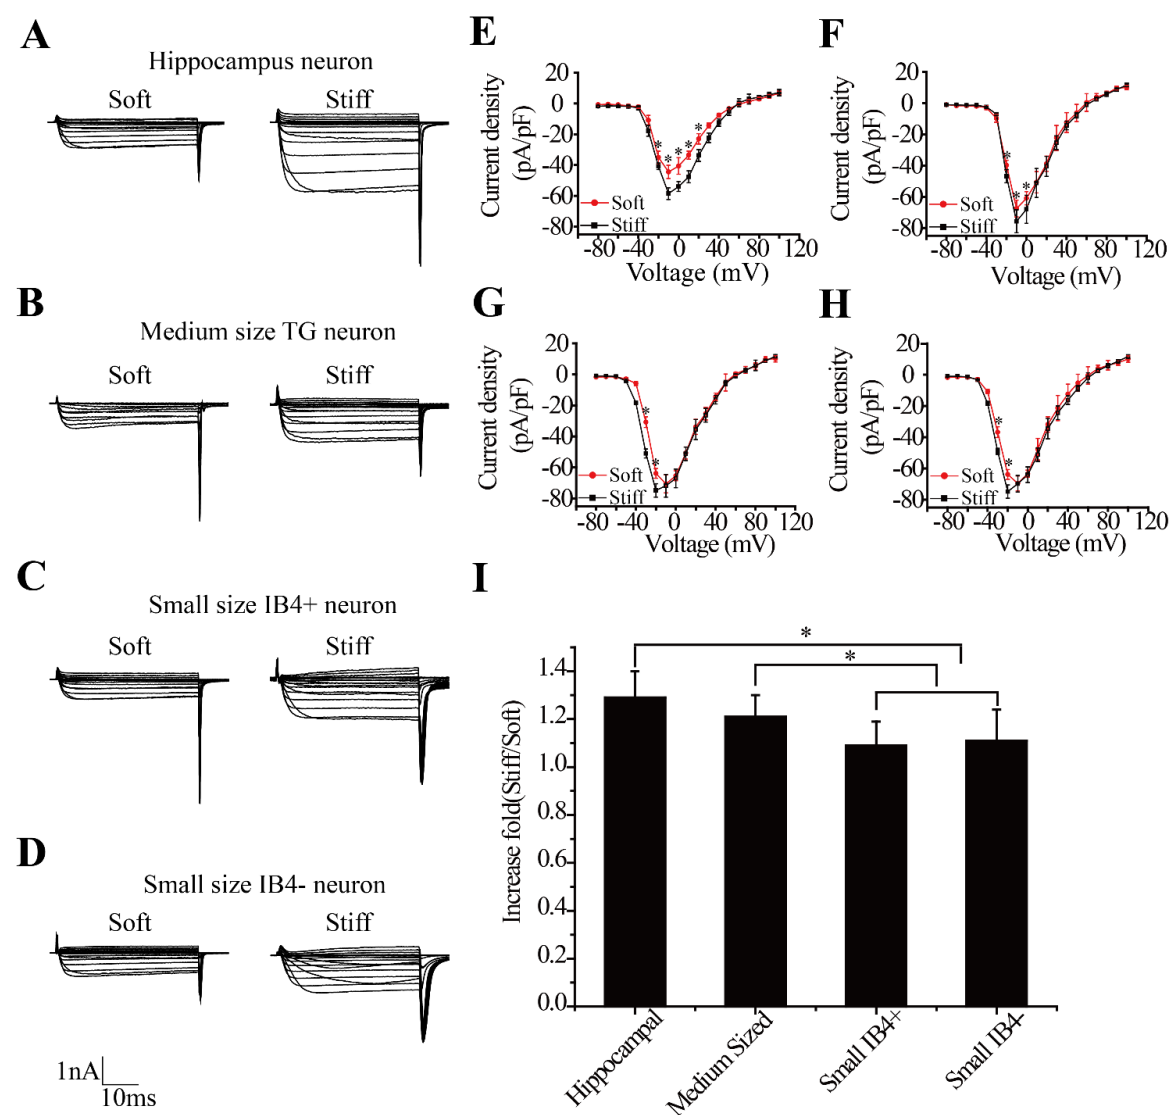 A
Hippocampus neuron
Soft Stiff
B
Medium size TG neuron
Soft Stiff
C
Small size IB4+ neuron
Soft Stiff
D
Small size IB4- neuron
Soft Stiff
1nA
10ms
E
Current density
(pA/pF)
20
0
-20
-40
-60
-80
* * * * *
Soft
Stiff
-80 -40 0 40 80 120
Voltage (mV)
F
Current density
(pA/pF)
20
0
-20
-40
-60
-80
* * *
Soft
Stiff
-80 -40 0 40 80 120
Voltage (mV)
G
Current density
(pA/pF)
20
0
-20
-40
-60
-80
* *
Soft
Stiff
-80 -40 0 40 80 120
Voltage (mV)
H
Current density
(pA/pF)
20
0
-20
-40
-60
-80
* *
Soft
Stiff
-80 -40 0 40 80 120
Voltage (mV)
I
Increase fold(Stiff/Soft)
1.4
1.2
1.0
0.8
0.6
0.4
0.2
0.0
*
*
Hippocampal
Medium Sized
Small IB4+
Small IB4-